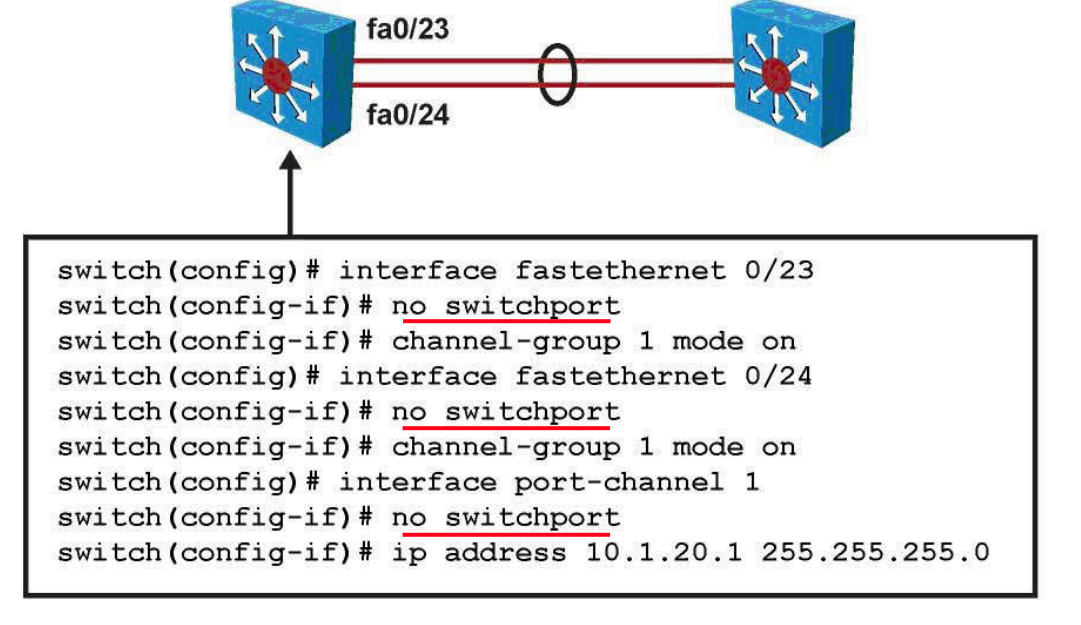 fa0/23
fa0/24
switch(config)# interface fastethernet 0/23
switch(config-if)# no switchport
switch(config-if)# channel-group 1 mode on
switch(config)# interface fastethernet 0/24
switch(config-if)# no switchport
switch(config-if)# channel-group 1 mode on
switch(config)# interface port-channel 1
switch(config-if)# no switchport
switch(config-if)# ip address 10.1.20.1 255.255.255.0